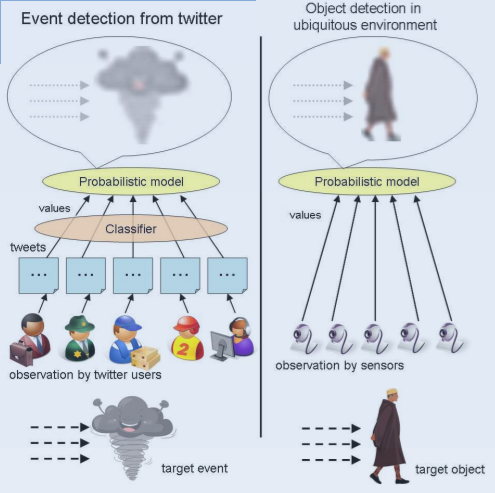 Event detection from twitter
Probabilistic model
values
Classifier
tweets
...
...
...
...
...
2
observation by twitter users
target event
Object detection in
ubiquitous environment
Probabilistic model
values
observation by sensors
target object